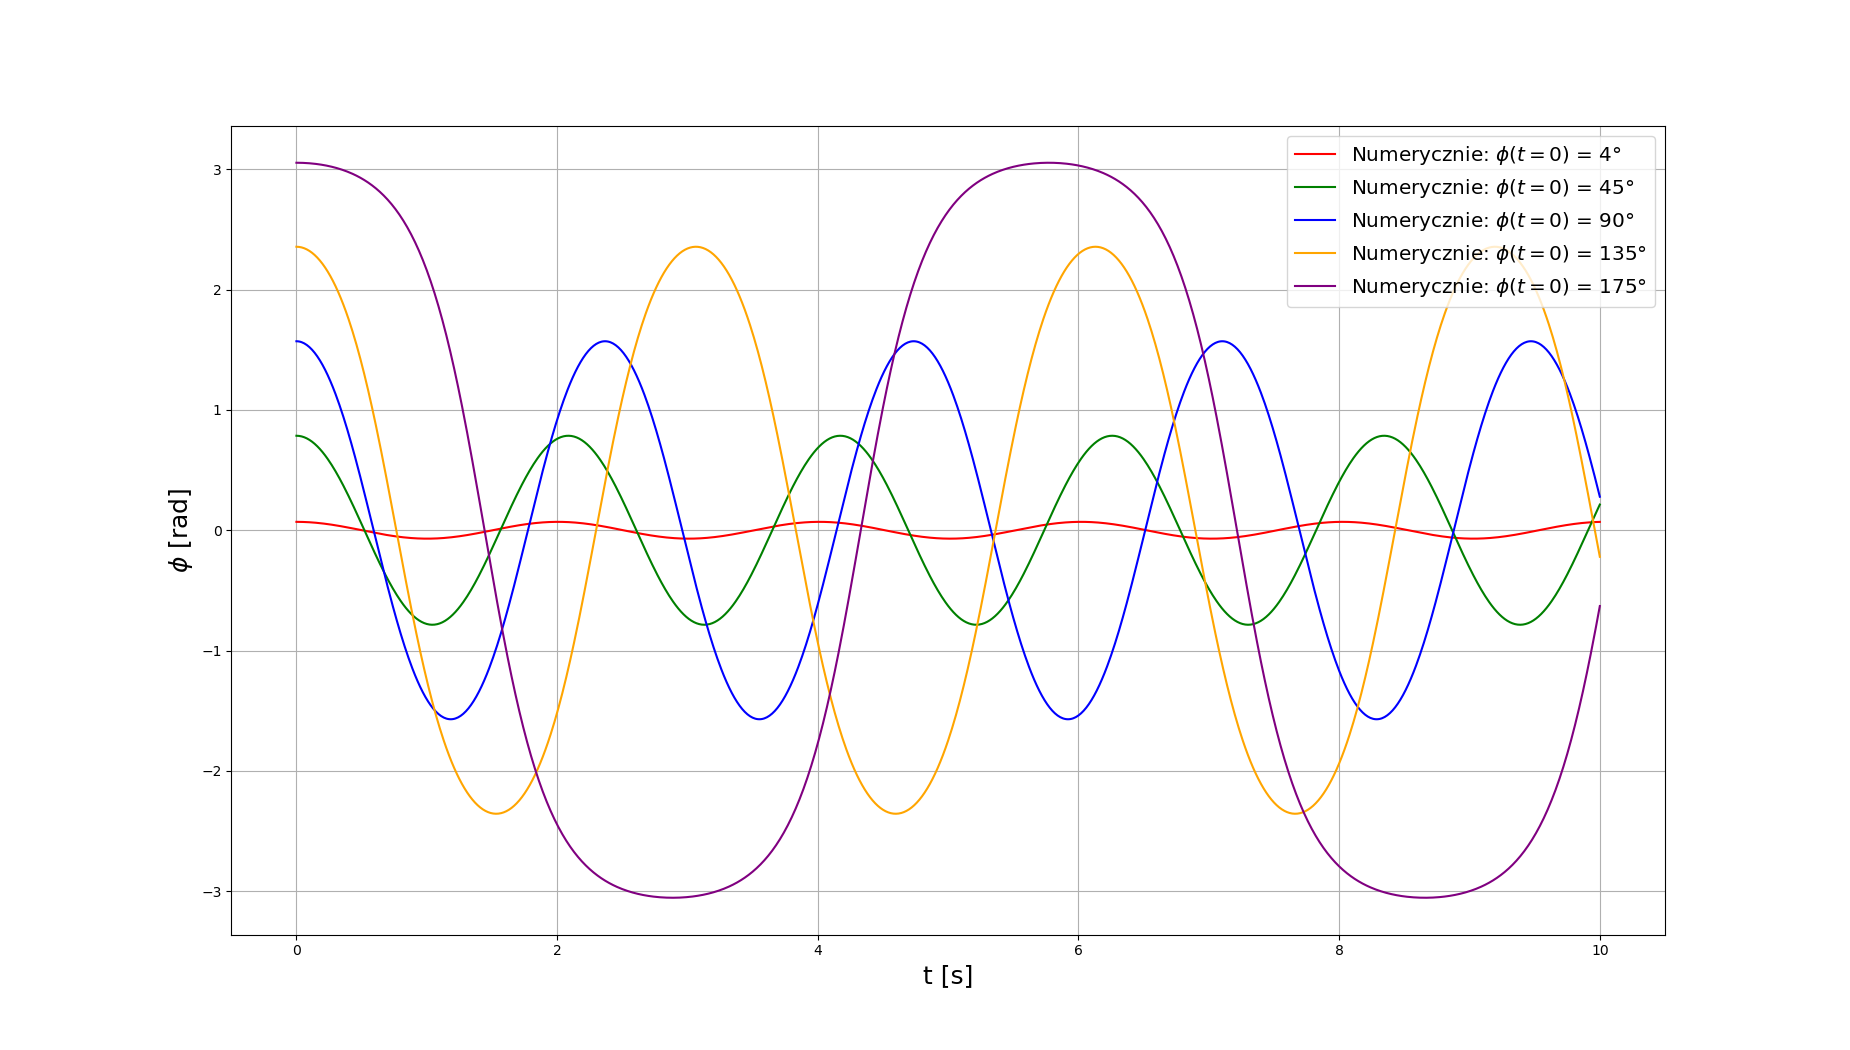 Numerycznie: ϕ(t = 0) = 4°
Numerycznie: ϕ(t = 0) = 45°
Numerycznie: ϕ(t = 0) = 90°
Numerycznie: ϕ(t = 0) = 135°
Numerycznie: ϕ(t = 0) = 175°
3
2
1
0
−1
−2
−3
ϕ [rad]
0 2 4 6 8 10
t [s]